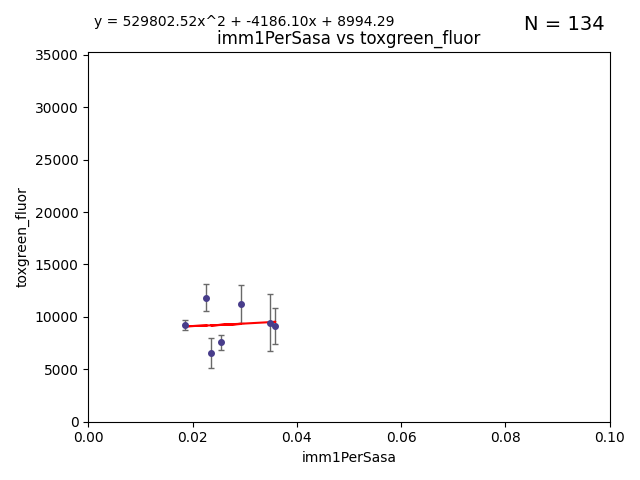 y = 529802.52x^2 + -4186.10x + 8994.29
N = 134
imm1PerSasa vs toxgreen_fluor
35000
30000
25000
20000
15000
10000
5000
0
toxgreen_fluor
0.00 0.02 0.04 0.06 0.08 0.10
imm1PerSasa